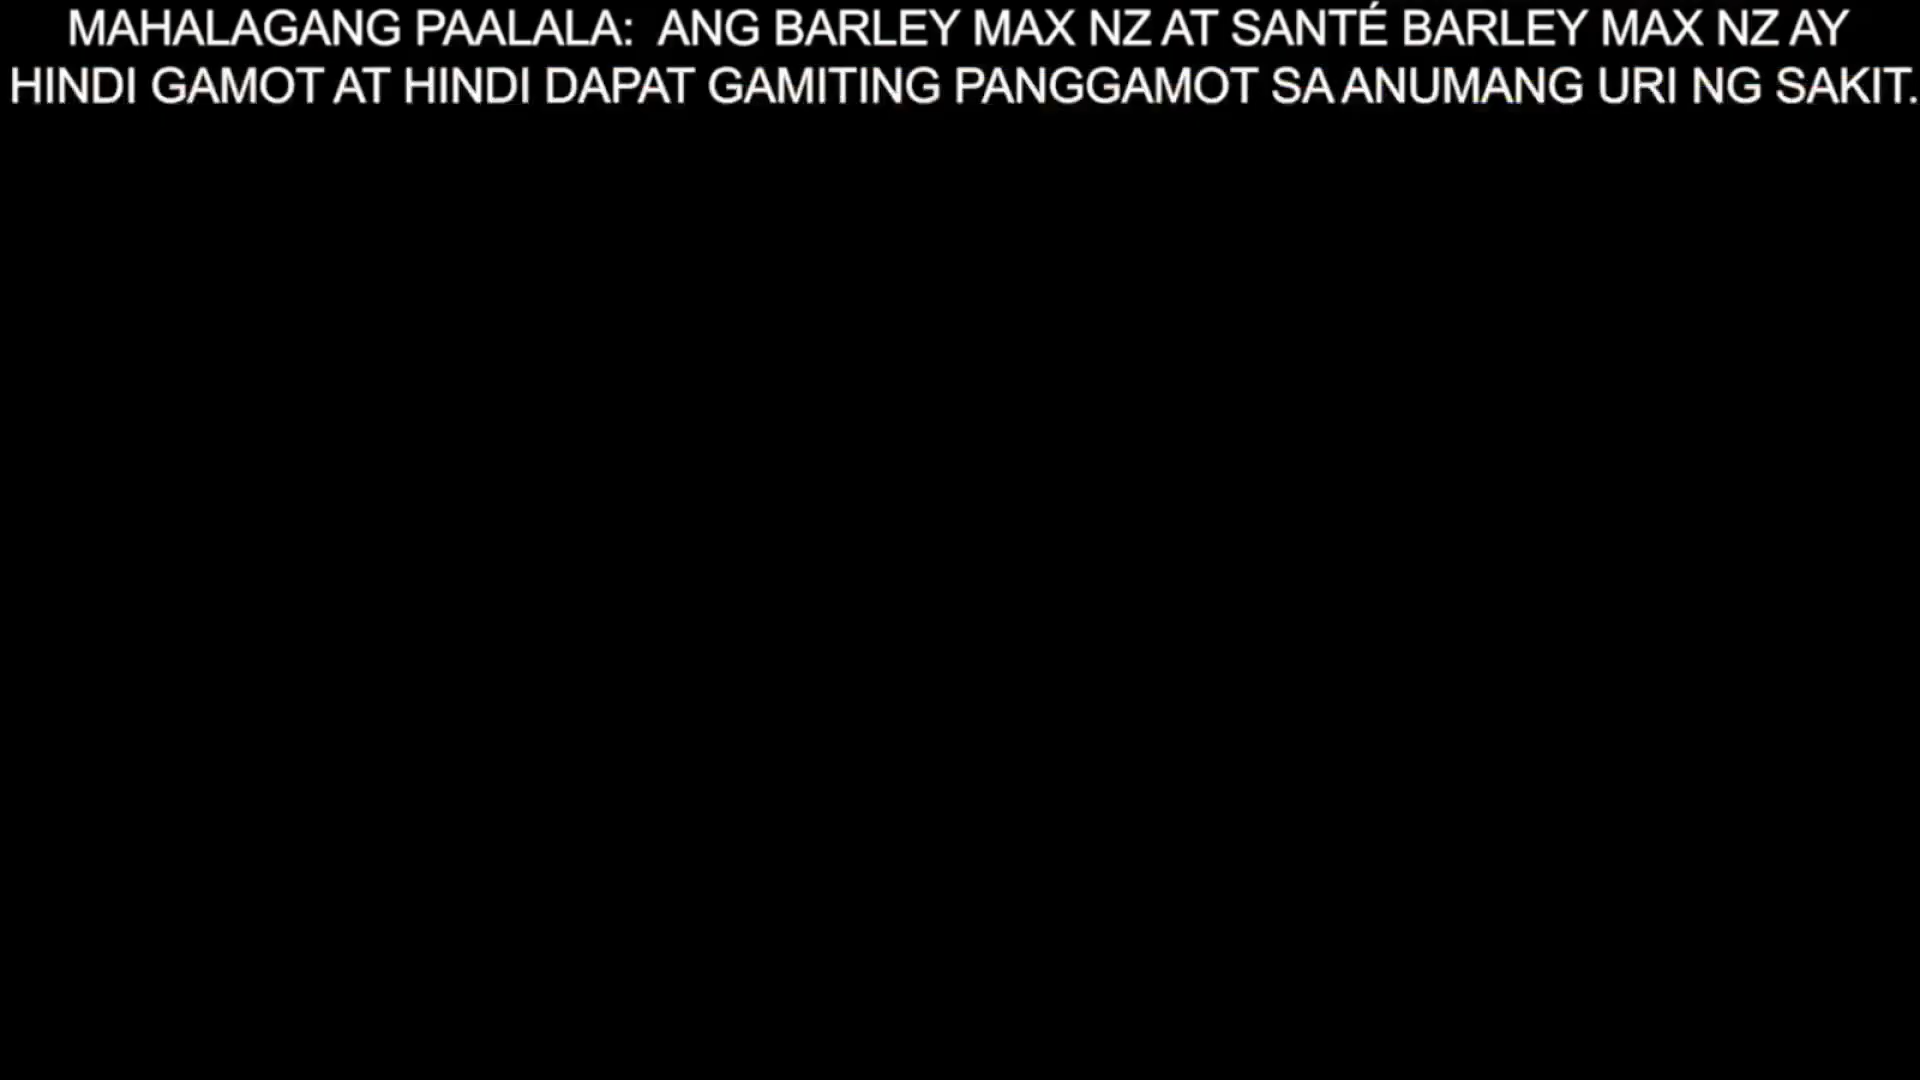 MAHALAGANG PAALALA: ANG BARLEY MAX NZ AT SANTÉ BARLEY MAX NZ AY
HINDI GAMOT AT HINDI DAPAT GAMITING PANGGAMOT SA ANUMANG URI NG SAKIT.